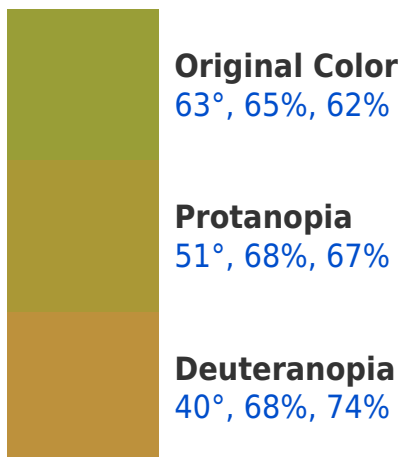 Original Color
63°, 65%, 62%
Protanopia
51°, 68%, 67%
Deuteranopia
40°, 68%, 74%